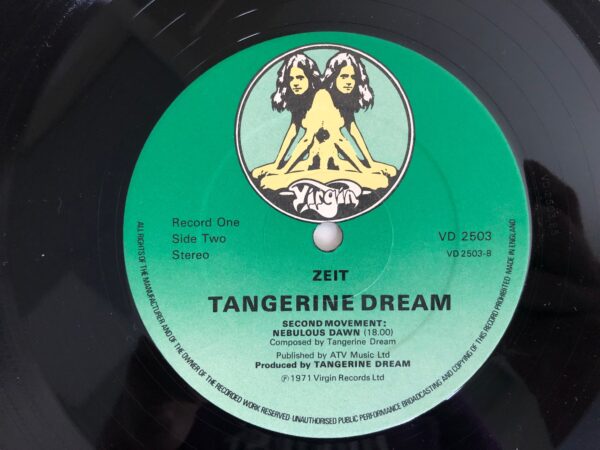 Virgin
Record One
Side Two
Stereo
VD 2503
VD 2503-B
ZEIT
TANGERINE DREAM
SECOND MOVEMENT:
NEBULOUS DAWN (18.00)
Composed by Tangerine Dream
Published by ATV Music Ltd
Produced by TANGERINE DREAM
℗ 1971 Virgin Records Ltd
ALL RIGHTS OF THE MANUFACTURER AND OF THE OWNER OF THE RECORDED WORK RESERVED · UNAUTHORISED PUBLIC PERFORMANCE BROADCASTING AND COPYING OF THIS RECORD PROHIBITED MADE IN ENGLAND